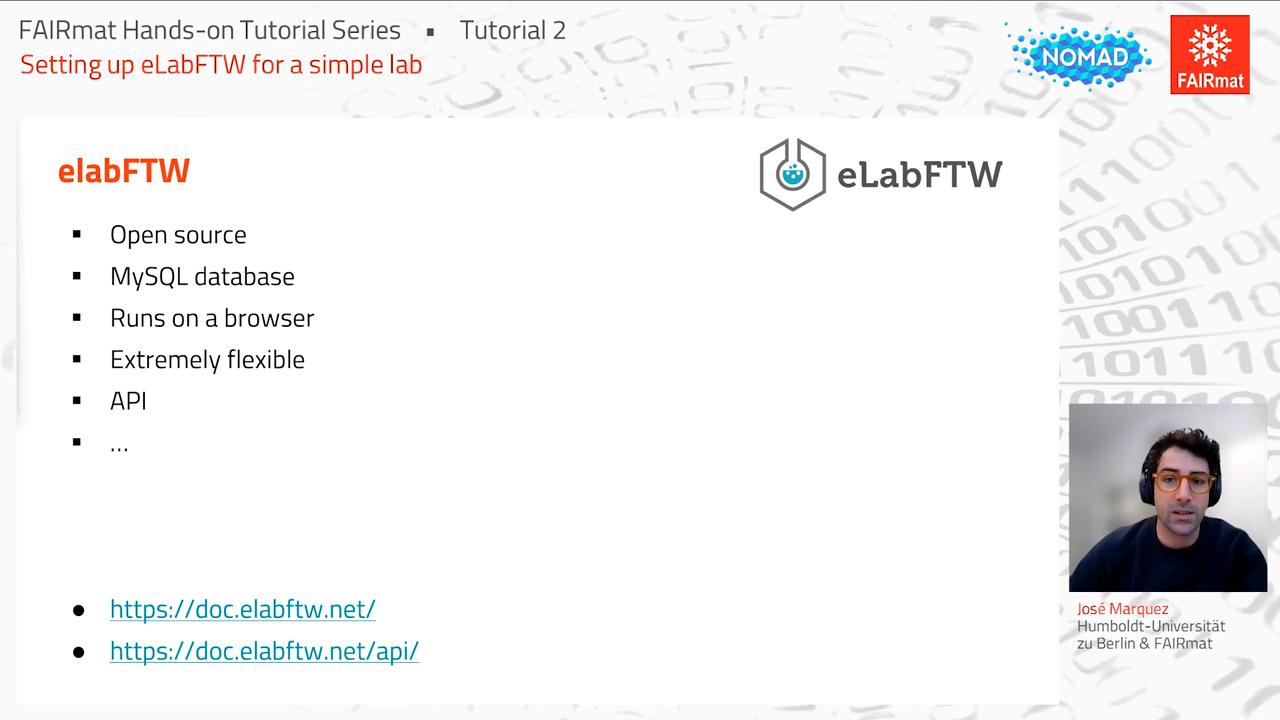 FAIRmat Hands-on Tutorial Series ▪ Tutorial 2
Setting up eLabFTW for a simple lab
NOMAD
FAIRmat
elabFTW
eLabFTW
▪ Open source
▪ MySQL database
▪ Runs on a browser
▪ Extremely flexible
▪ API
▪ ...
● https://doc.elabftw.net/
● https://doc.elabftw.net/api/
José Marquez
Humboldt-Universität
zu Berlin & FAIRmat